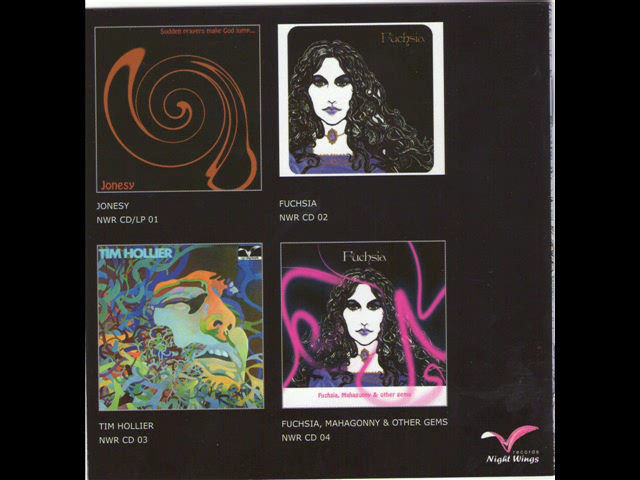 Sudden prayers make God jump...
Jonesy
Fuchsia
JONESY
NWR CD/LP 01
FUCHSIA
NWR CD 02
TIM HOLLIER
Fuchsia
Fuchsia, Mahagonny & other gems
TIM HOLLIER
NWR CD 03
FUCHSIA, MAHAGONNY & OTHER GEMS
NWR CD 04
records
Night Wings